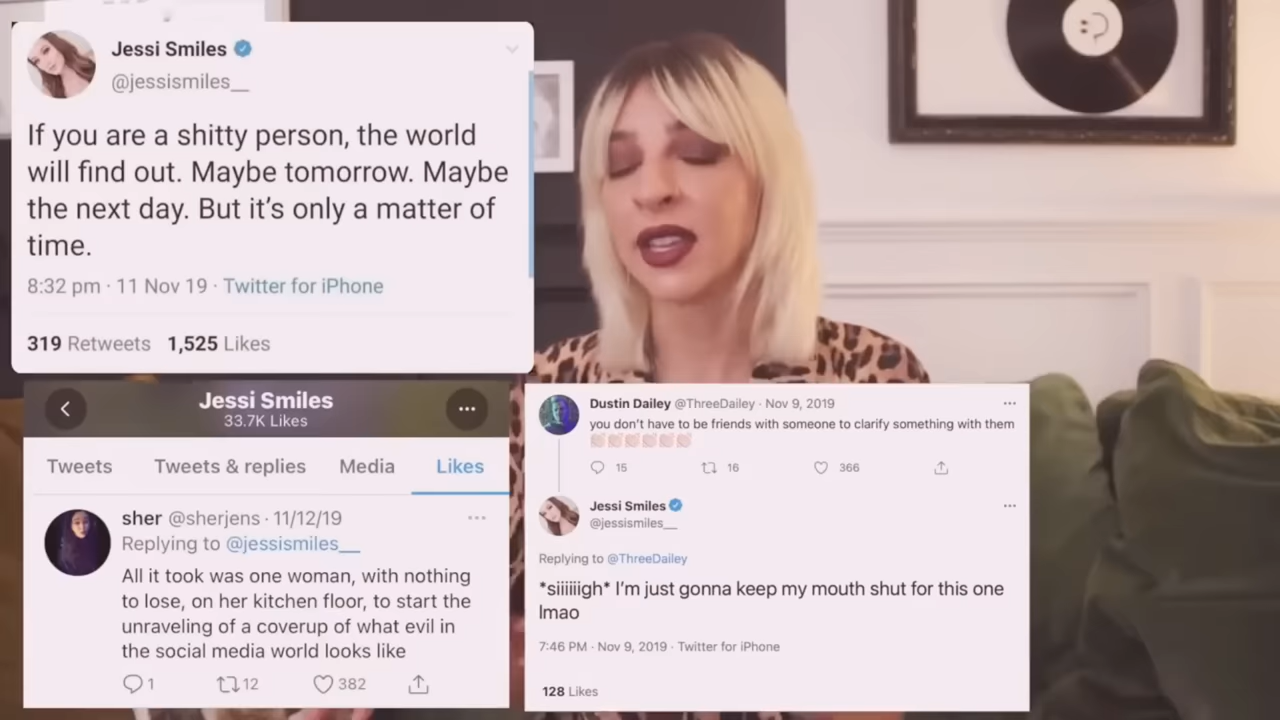 Jessi Smiles
@jessismiles__
If you are a shitty person, the world
will find out. Maybe tomorrow. Maybe
the next day. But it's only a matter of
time.
8:32 pm · 11 Nov 19 · Twitter for iPhone
319 Retweets 1,525 Likes
Jessi Smiles
33.7K Likes
Tweets Tweets & replies Media Likes
sher @sherjens · 11/12/19
Replying to @jessismiles__
All it took was one woman, with nothing
to lose, on her kitchen floor, to start the
unraveling of a coverup of what evil in
the social media world looks like
1 12 382
Dustin Dailey @ThreeDailey · Nov 9, 2019
you don't have to be friends with someone to clarify something with them
👏🏻👏🏻👏🏻👏🏻👏🏻👏🏻
15 16 366
Jessi Smiles
@jessismiles__
Replying to @ThreeDailey
*siiiiiigh* I'm just gonna keep my mouth shut for this one
lmao
7:46 PM · Nov 9, 2019 · Twitter for iPhone
128 Likes